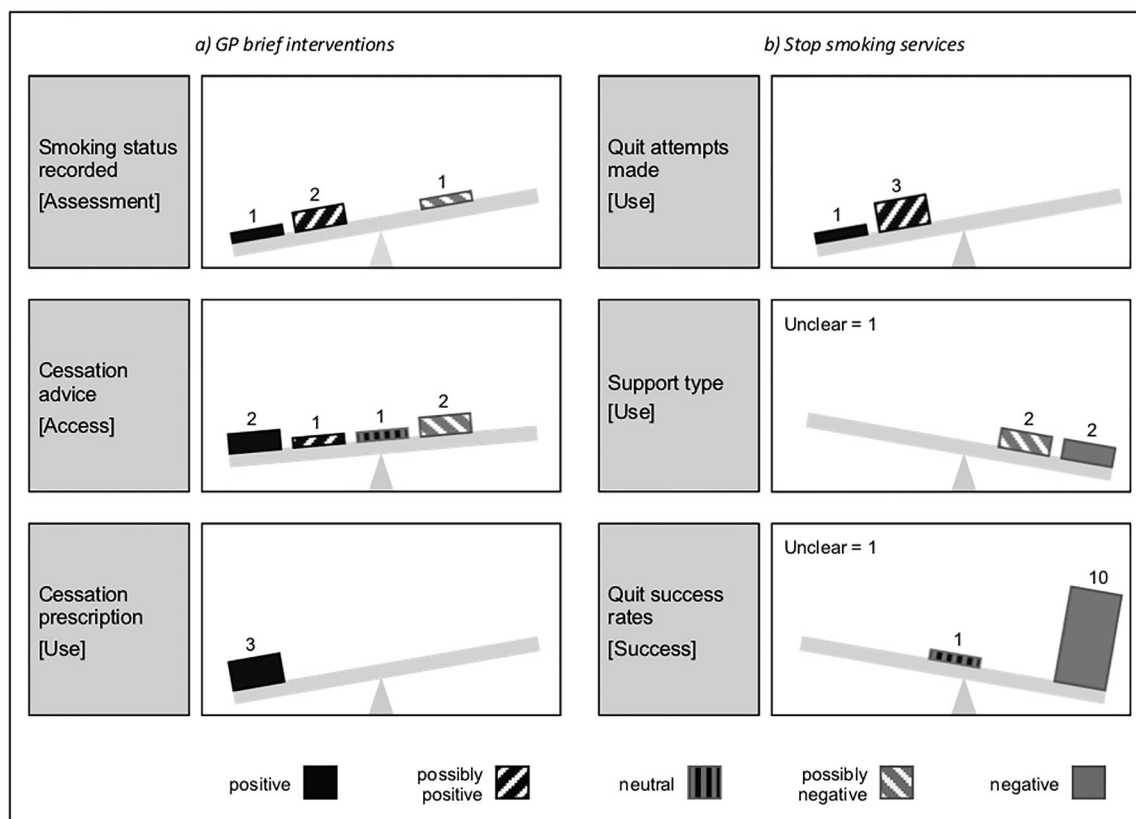 a) GP brief interventions
b) Stop smoking services
Smoking status
recorded
[Assessment]
1
2
1
Quit attempts
made
[Use]
1
3
Cessation
advice
[Access]
2
1
1
2
Support type
[Use]
Unclear = 1
2
2
Cessation
prescription
[Use]
3
Quit success
rates
[Success]
Unclear = 1
1
10
positive
possibly
positive
neutral
possibly
negative
negative